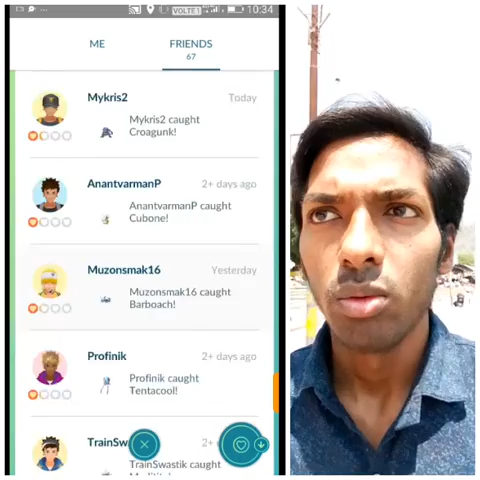 VOLTE1 10:34
ME FRIENDS
67
Mykris2 Today
Mykris2 caught
Croagunk!
AnantvarmanP 2+ days ago
AnantvarmanP caught
Cubone!
Muzonsmak16 Yesterday
Muzonsmak16 caught
Barboach!
Profinik 2+ days ago
Profinik caught
Tentacool!
TrainSw 2+
TrainSwastik caught